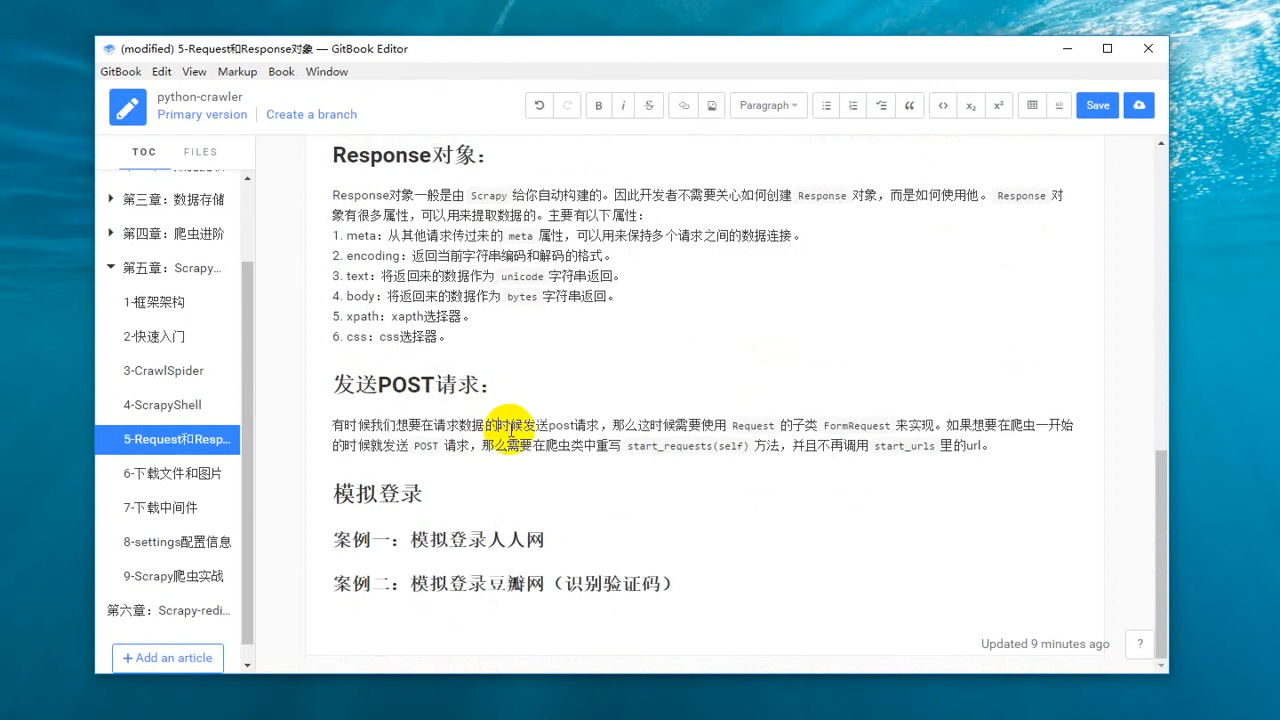 (modified) 5-Request和Response对象 — GitBook Editor
GitBook Edit View Markup Book Window
python-crawler
Primary version Create a branch
B i S Paragraph x₂ x² Save
TOC FILES
第三章：数据存储
第四章：爬虫进阶
第五章：Scrapy...
1-框架架构
2-快速入门
3-CrawlSpider
4-ScrapyShell
5-Request和Resp...
6-下载文件和图片
7-下载中间件
8-settings配置信息
9-Scrapy爬虫实战
第六章：Scrapy-redi...
+ Add an article
Response对象：
Response对象一般是由 Scrapy 给你自动构建的。因此开发者不需要关心如何创建 Response 对象，而是如何使用他。 Response 对
象有很多属性，可以用来提取数据的。主要有以下属性：
1. meta：从其他请求传过来的 meta 属性，可以用来保持多个请求之间的数据连接。
2. encoding：返回当前字符串编码和解码的格式。
3. text：将返回来的数据作为 unicode 字符串返回。
4. body：将返回来的数据作为 bytes 字符串返回。
5. xpath：xapth选择器。
6. css：css选择器。
发送POST请求：
有时候我们想要在请求数据的时候发送post请求，那么这时候需要使用 Request 的子类 FormRequest 来实现。如果想要在爬虫一开始
的时候就发送 POST 请求，那么需要在爬虫类中重写 start_requests(self) 方法，并且不再调用 start_urls 里的url。
模拟登录
案例一：模拟登录人人网
案例二：模拟登录豆瓣网（识别验证码）
Updated 9 minutes ago ?